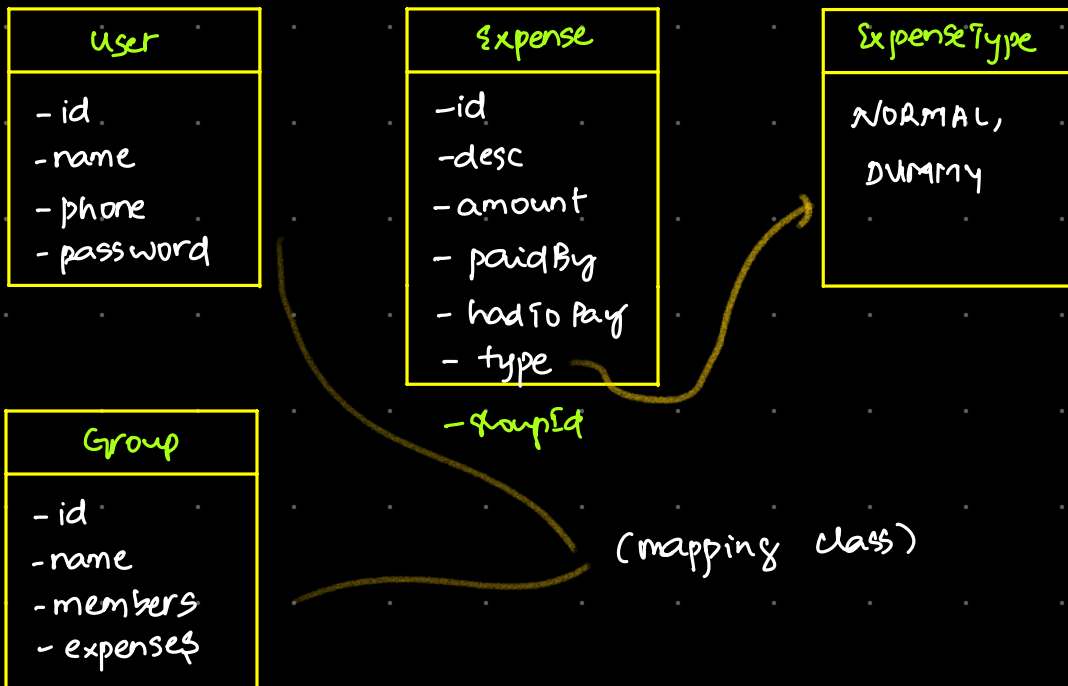 User
- id
- name
- phone
- password
Expense
- id
- desc
- amount
- paidBy
- hadToPay
- type
- groupId
ExpenseType
NORMAL,
DUMMY
Group
- id
- name
- members
- expenses
(mapping class)